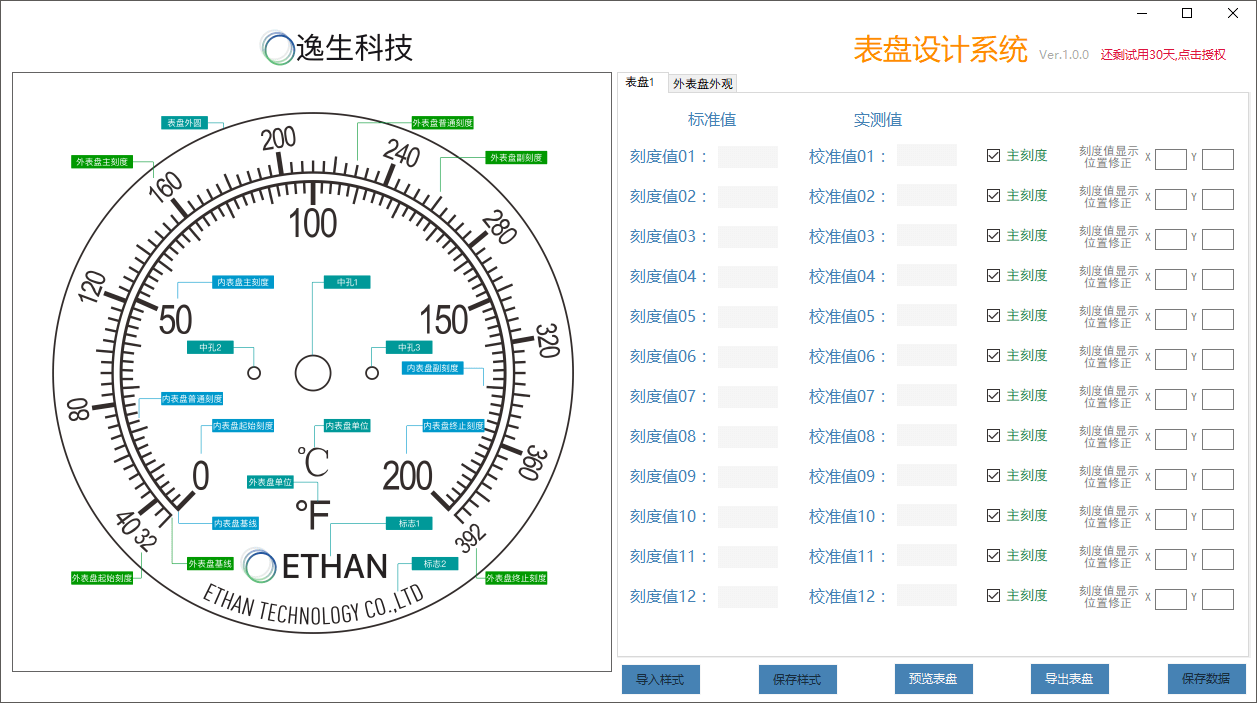 逸生科技
表盘设计系统 Ver.1.0.0 还剩试用30天,点击授权
表盘1 外表盘外观
表盘外圆
外表盘普通刻度
外表盘主刻度
外表盘副刻度
200
240
160
280
100
内表盘主刻度
中孔1
120
50
150
320
中孔2
中孔3
内表盘副刻度
内表盘普通刻度
80
内表盘起始刻度
内表盘单位
内表盘终止刻度
℃
360
0
200
外表盘单位
°F
40
32
内表盘基线
标志1
392
外表盘基线
ETHAN
标志2
外表盘起始刻度
外表盘终止刻度
ETHAN TECHNOLOGY CO.,LTD
标准值 实测值
刻度值01： 校准值01： 主刻度 刻度值显示 X Y
位置修正
刻度值02： 校准值02： 主刻度 刻度值显示 X Y
位置修正
刻度值03： 校准值03： 主刻度 刻度值显示 X Y
位置修正
刻度值04： 校准值04： 主刻度 刻度值显示 X Y
位置修正
刻度值05： 校准值05： 主刻度 刻度值显示 X Y
位置修正
刻度值06： 校准值06： 主刻度 刻度值显示 X Y
位置修正
刻度值07： 校准值07： 主刻度 刻度值显示 X Y
位置修正
刻度值08： 校准值08： 主刻度 刻度值显示 X Y
位置修正
刻度值09： 校准值09： 主刻度 刻度值显示 X Y
位置修正
刻度值10： 校准值10： 主刻度 刻度值显示 X Y
位置修正
刻度值11： 校准值11： 主刻度 刻度值显示 X Y
位置修正
刻度值12： 校准值12： 主刻度 刻度值显示 X Y
位置修正
导入样式 保存样式 预览表盘 导出表盘 保存数据